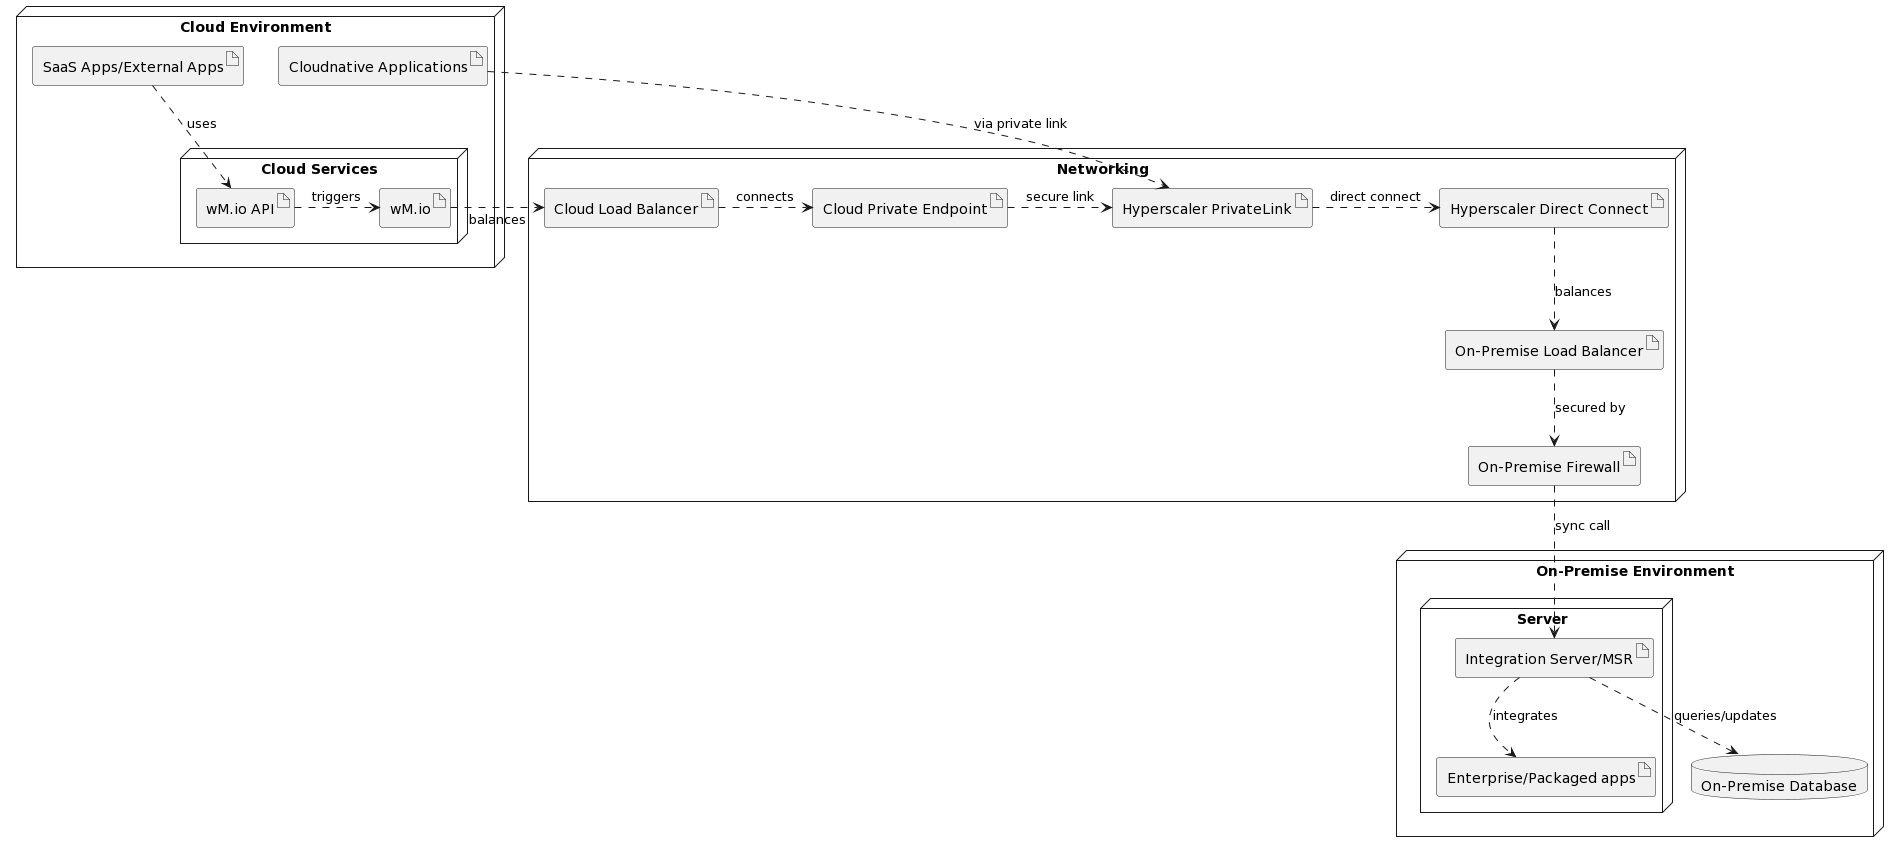 Cloud Environment
SaaS Apps/External Apps
Cloudnative Applications
uses
via private link
Cloud Services
Networking
wM.io API
triggers
wM.io
balances
Cloud Load Balancer
connects
Cloud Private Endpoint
secure link
Hyperscaler PrivateLink
direct connect
Hyperscaler Direct Connect
balances
On-Premise Load Balancer
secured by
On-Premise Firewall
sync call
On-Premise Environment
Server
Integration Server/MSR
integrates
queries/updates
Enterprise/Packaged apps
On-Premise Database